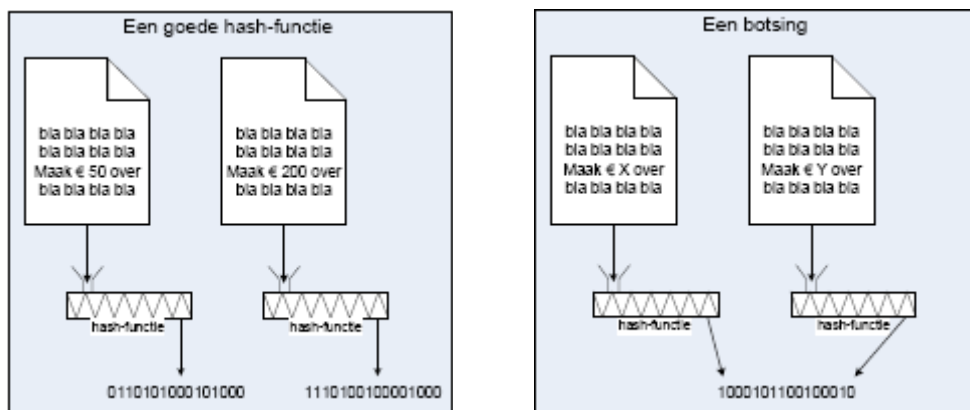 Een goede hash-functie
bla bla bla bla
bla bla bla bla
Maak € 50 over
bla bla bla bla
bla bla bla bla
bla bla bla bla
Maak € 200 over
bla bla bla bla
hash-functie
hash-functie
0110101000101000
1110100100001000
Een botsing
bla bla bla bla
bla bla bla bla
Maak € X over
bla bla bla bla
bla bla bla bla
bla bla bla bla
Maak € Y over
bla bla bla bla
hash-functie
hash-functie
1000101100100010